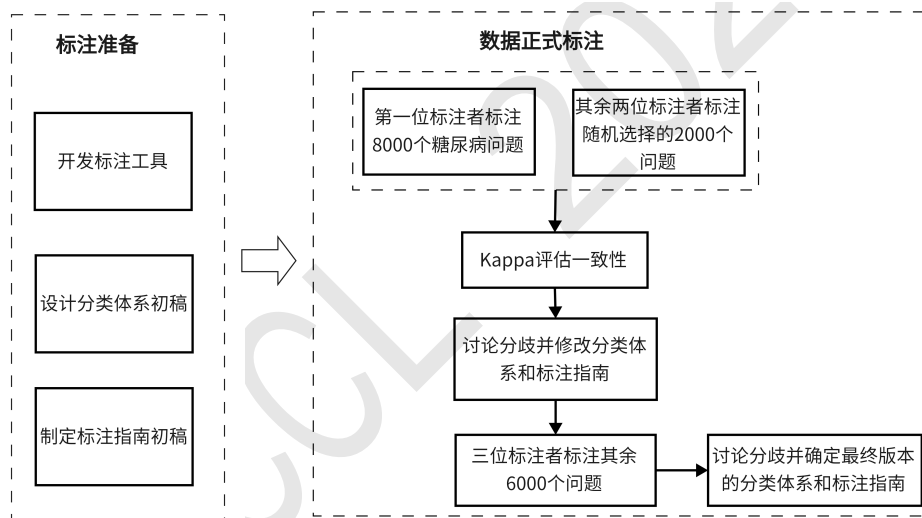 标注准备
开发标注工具
设计分类体系初稿
制定标注指南初稿
数据正式标注
第一位标注者标注
8000个糖尿病问题
其余两位标注者标注
随机选择的2000个
问题
Kappa评估一致性
讨论分歧并修改分类体
系和标注指南
三位标注者标注其余
6000个问题
讨论分歧并确定最终版本
的分类体系和标注指南
CCL 202